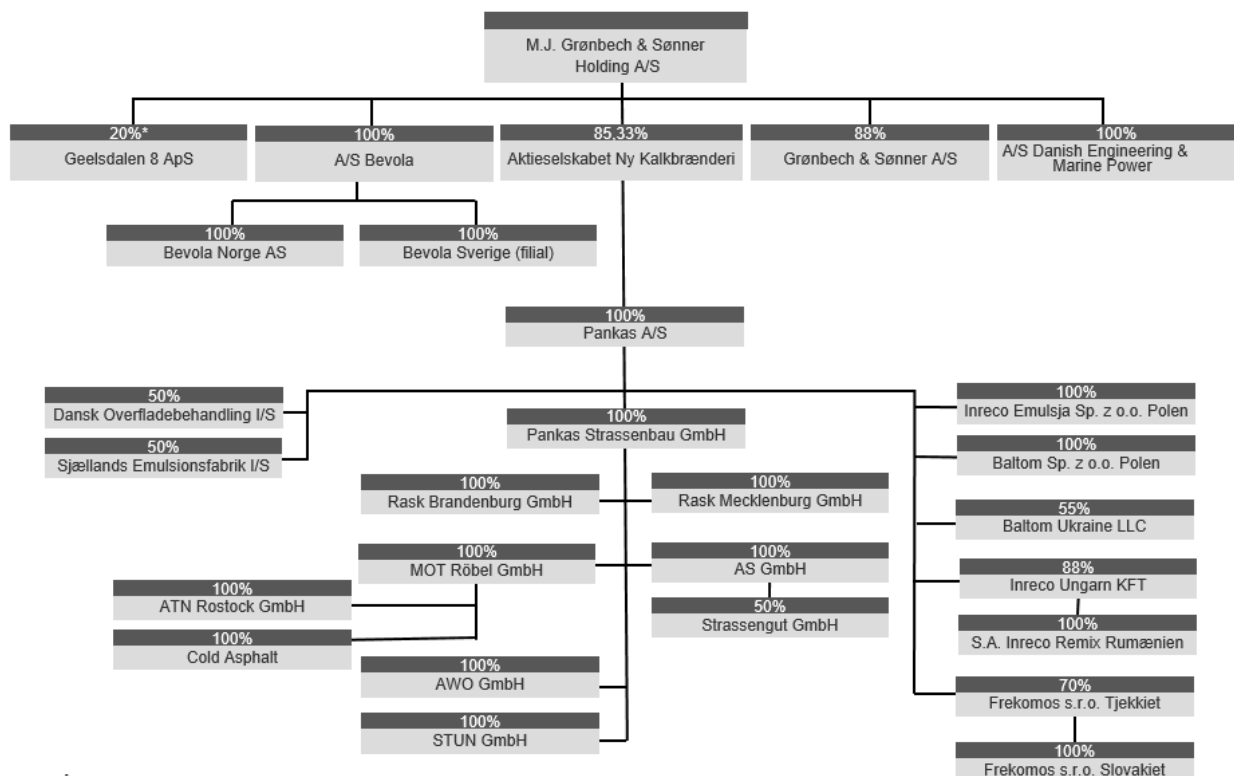 M.J. Grønbech & Sønner
Holding A/S
20%*
Geelsdalen 8 ApS
100%
A/S Bevola
85,33%
Aktieselskabet Ny Kalkbrænderi
88%
Grønbech & Sønner A/S
100%
A/S Danish Engineering &
Marine Power
100%
Bevola Norge AS
100%
Bevola Sverige (filial)
100%
Pankas A/S
50%
Dansk Overfladebehandling I/S
50%
Sjællands Emulsionsfabrik I/S
100%
Pankas Strassenbau GmbH
100%
Rask Brandenburg GmbH
100%
Rask Mecklenburg GmbH
100%
MOT Röbel GmbH
100%
AS GmbH
100%
ATN Rostock GmbH
100%
Cold Asphalt
50%
Strassengut GmbH
100%
AWO GmbH
100%
STUN GmbH
100%
Inreco Emulsja Sp. z o.o. Polen
100%
Baltom Sp. z o.o. Polen
55%
Baltom Ukraine LLC
88%
Inreco Ungarn KFT
100%
S.A. Inreco Remix Rumænien
70%
Frekomos s.r.o. Tjekkiet
100%
Frekomos s.r.o. Slovakiet